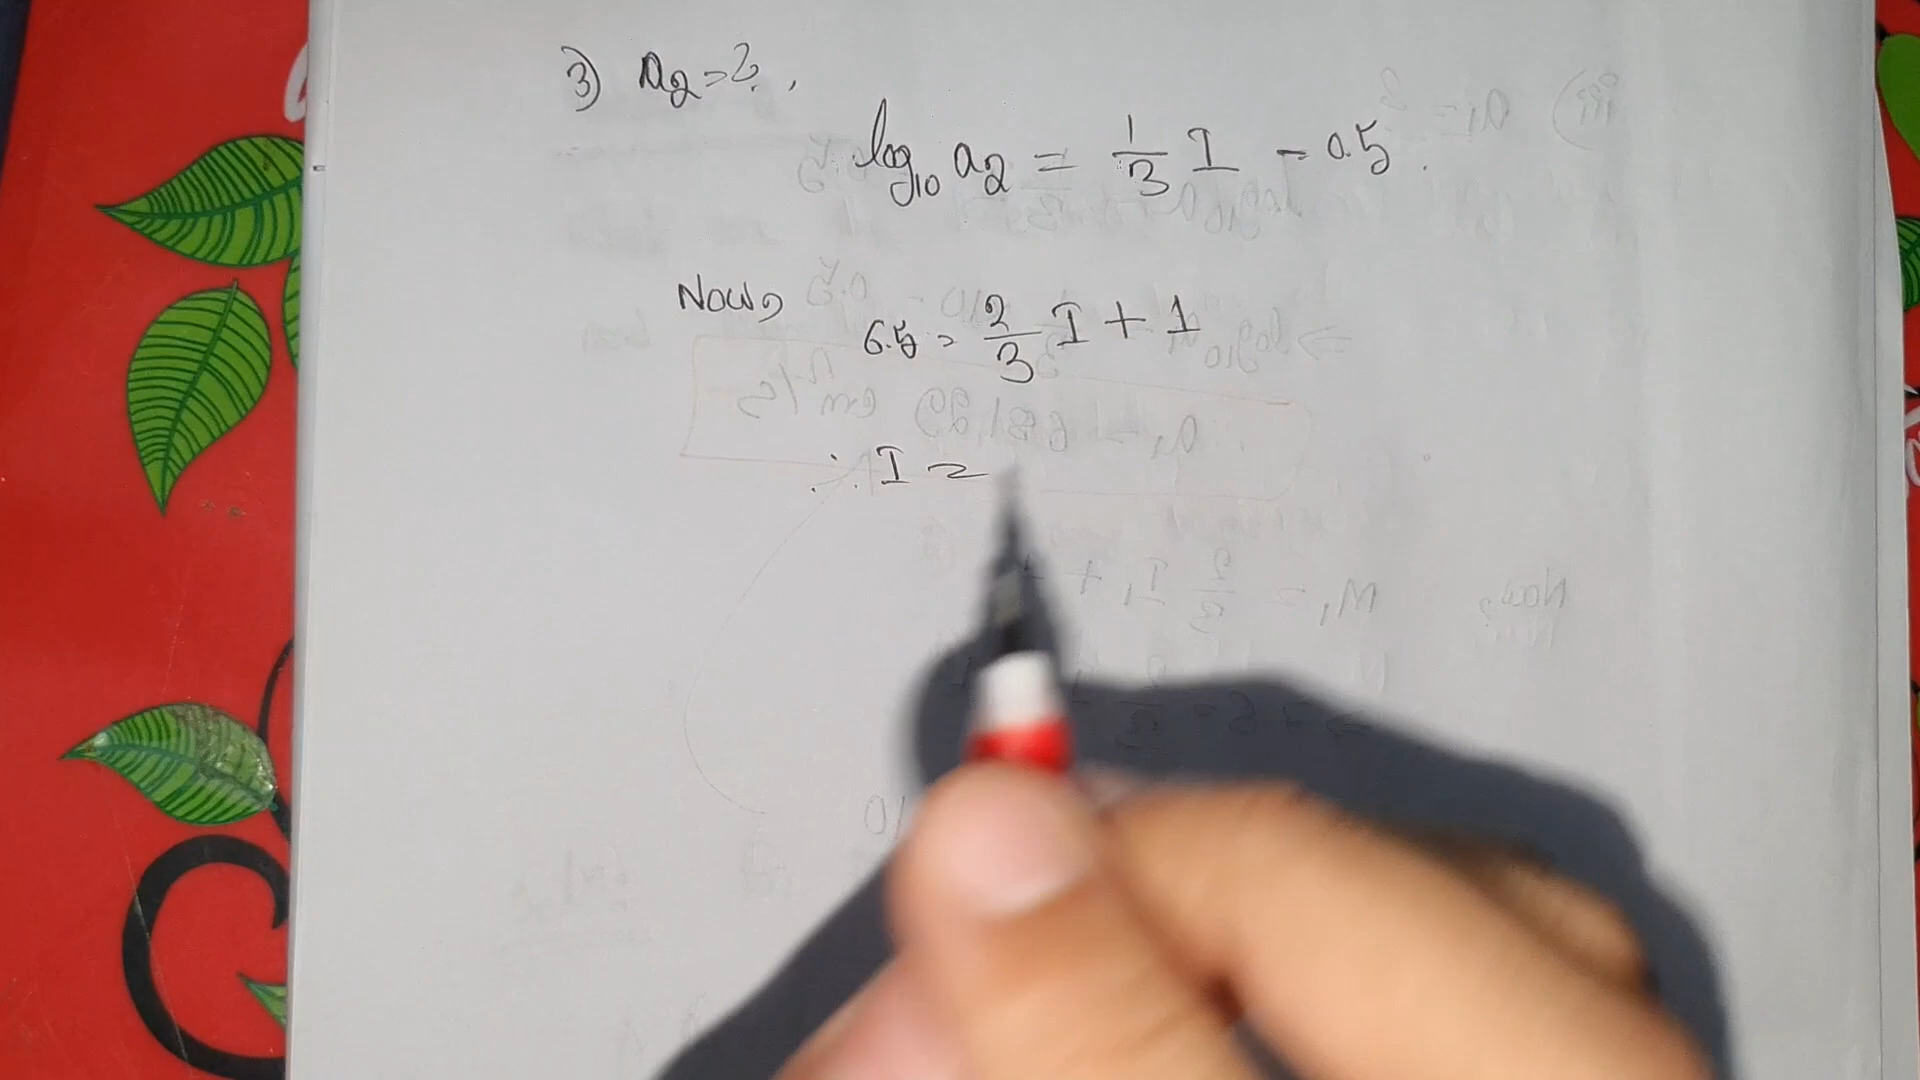 3) a₂=?,
log₁₀ a₂ = 1/3 I - 0.5.
Now,
6.5 = 2/3 I + 1
∴ I =